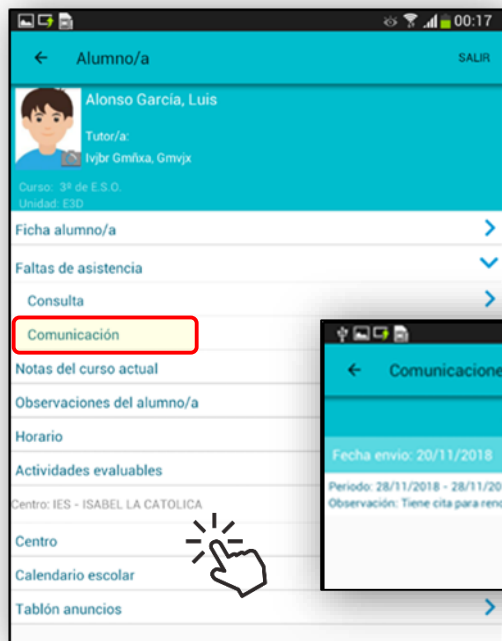 00:17
Alumno/a
SALIR
Alonso García, Luis
Tutor/a:
Ivjbr Gmñxa, Gmvjx
Curso: 3º de E.S.O.
Unidad: E3D
Ficha alumno/a
Faltas de asistencia
Consulta
Comunicación
Notas del curso actual
Observaciones del alumno/a
Horario
Actividades evaluables
Centro: IES - ISABEL LA CATOLICA
Centro
Calendario escolar
Tablón anuncios
Comunicacione
Fecha envio: 20/11/2018
Periodo: 28/11/2018 - 28/11/20
Observación: Tiene cita para reno